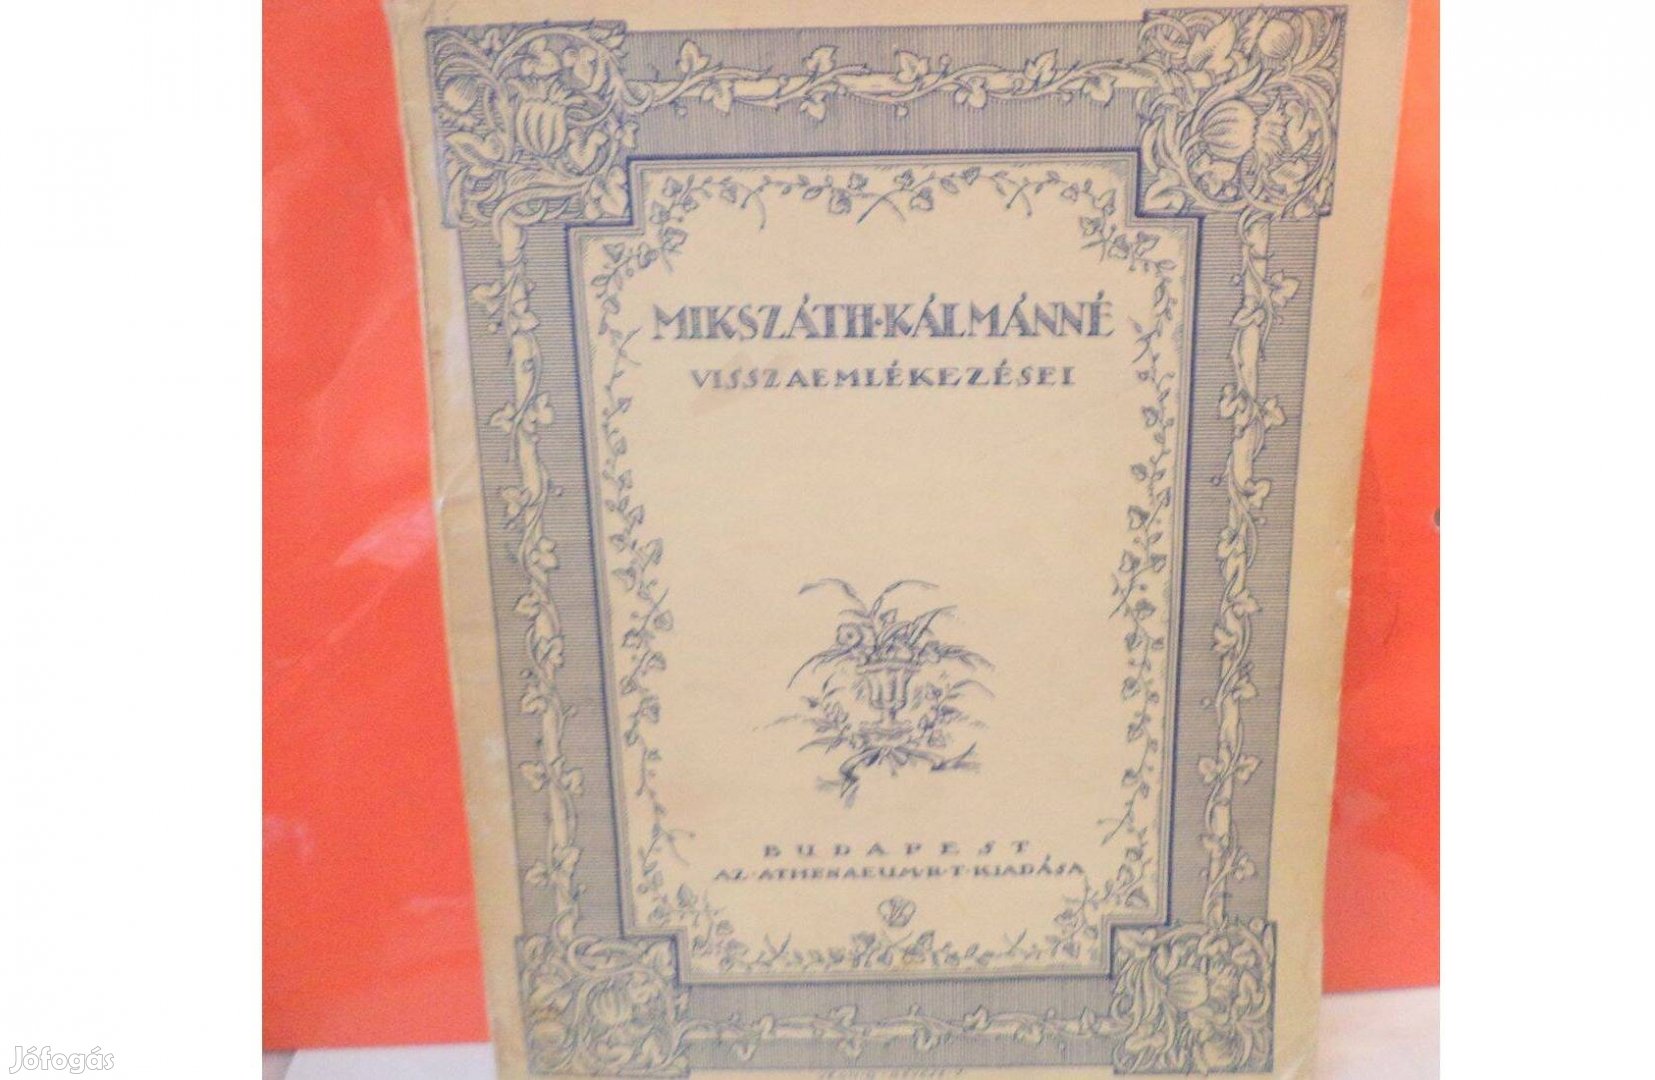 MIKSZÁTH·KÁLMÁNNÉ
VISSZAEMLÉKEZÉSEI
BUDAPEST
AZ·ATHENAEUM·R·T·KIADÁSA
Jófogás